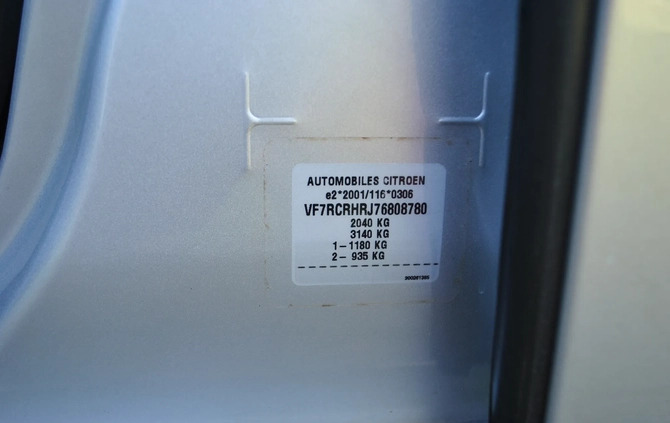 AUTOMOBILES CITROEN
e2*2001/116*0306
VF7RCRHRJ76808780
2040 KG
3140 KG
1- 1180 KG
2- 935 KG